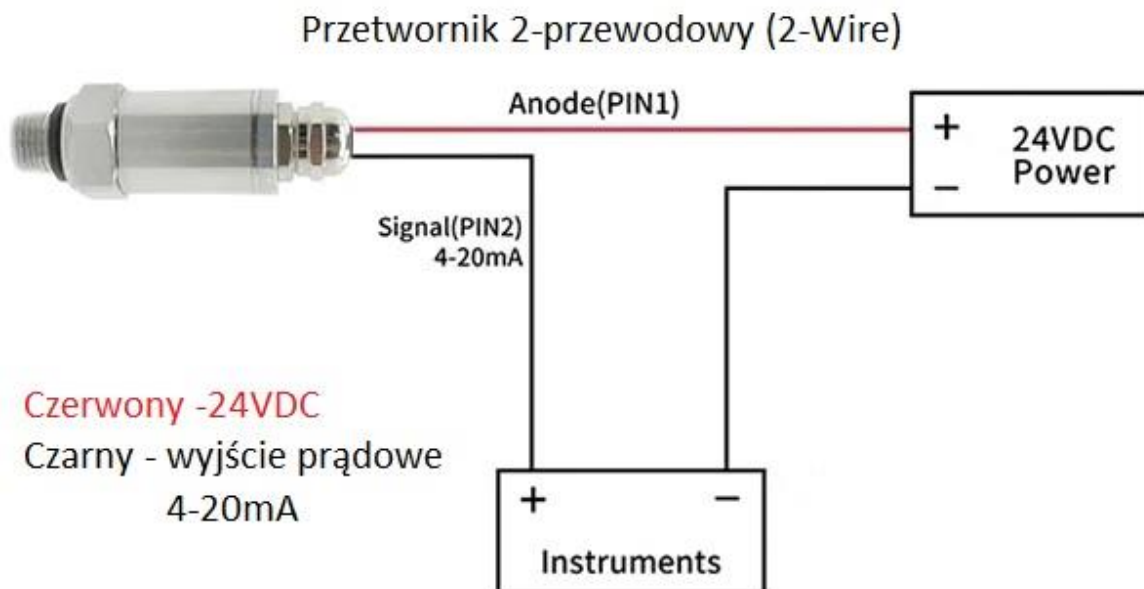 Przetwornik 2-przewodowy (2-Wire)
Anode(PIN1)
+
24VDC
Power
−
Signal(PIN2)
4-20mA
Czerwony -24VDC
Czarny - wyjście prądowe
4-20mA
+ −
Instruments